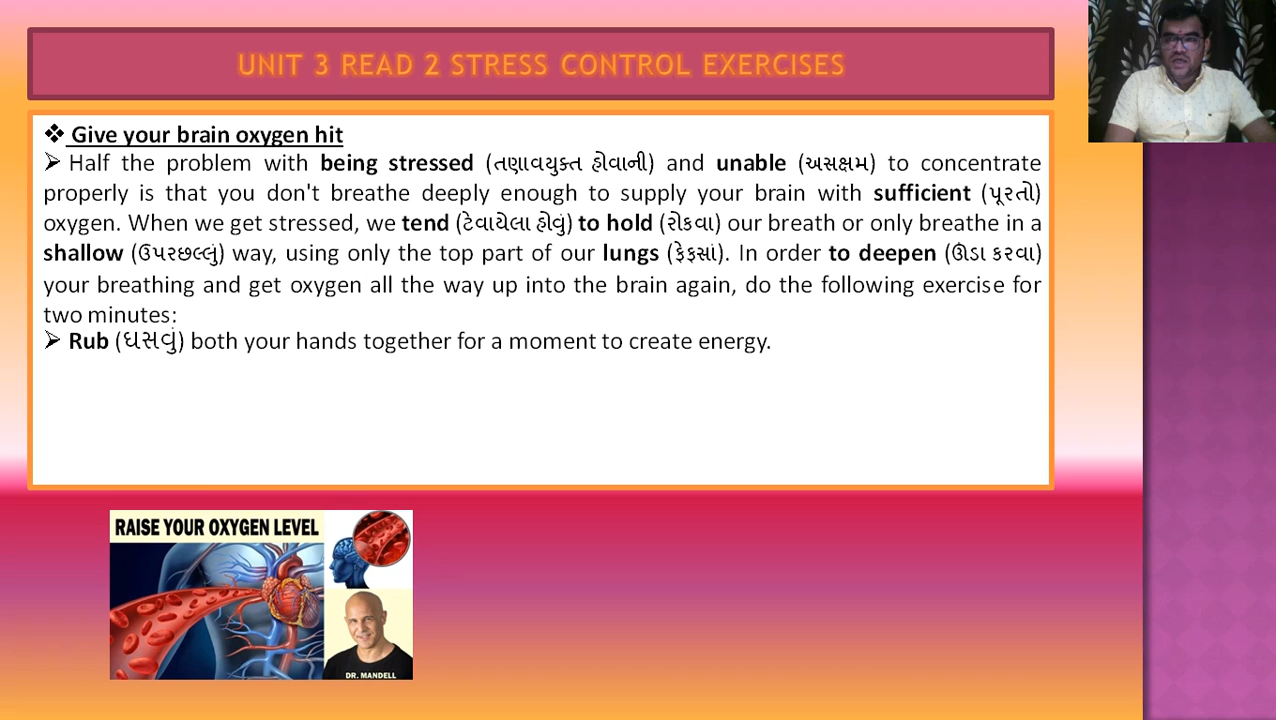 UNIT 3 READ 2 STRESS CONTROL EXERCISES
❖ Give your brain oxygen hit
➢ Half the problem with being stressed (તણાવયુક્ત હોવાની) and unable (અસક્ષમ) to concentrate
properly is that you don't breathe deeply enough to supply your brain with sufficient (પૂરતો)
oxygen. When we get stressed, we tend (ટેવાયેલા હોવું) to hold (રોકવા) our breath or only breathe in a
shallow (ઉપરછલ્લું) way, using only the top part of our lungs (ફેફસાં). In order to deepen (ઊંડા કરવા)
your breathing and get oxygen all the way up into the brain again, do the following exercise for
two minutes:
➢ Rub (ઘસવું) both your hands together for a moment to create energy.
RAISE YOUR OXYGEN LEVEL
DR. MANDELL